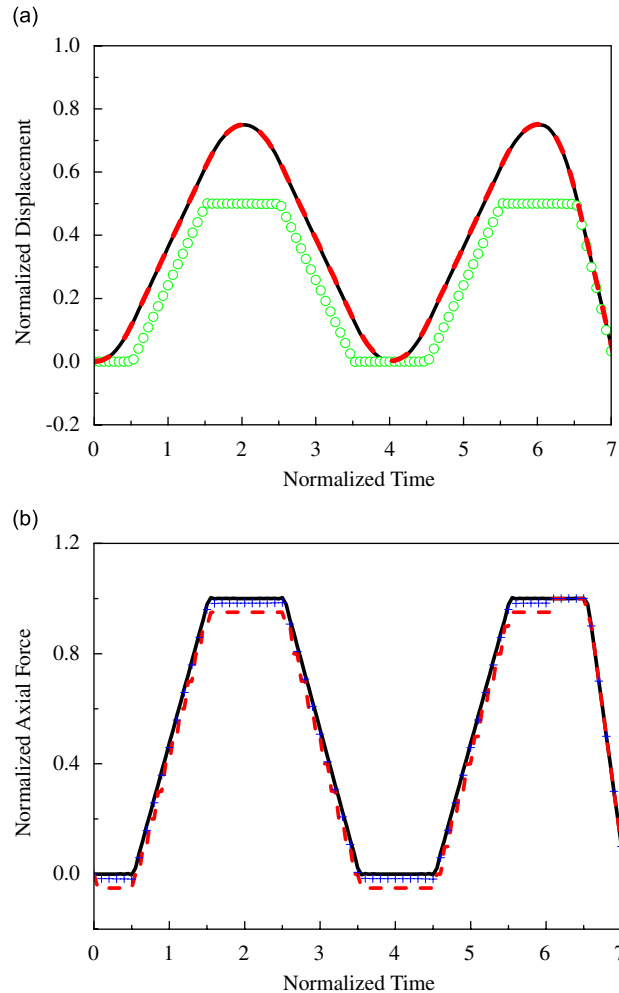 (a)
1.0
0.8
0.6
0.4
0.2
0.0
-0.2
Normalized Displacement
0 1 2 3 4 5 6 7
Normalized Time
(b)
1.2
0.8
0.4
0.0
Normalized Axial Force
0 1 2 3 4 5 6 7
Normalized Time